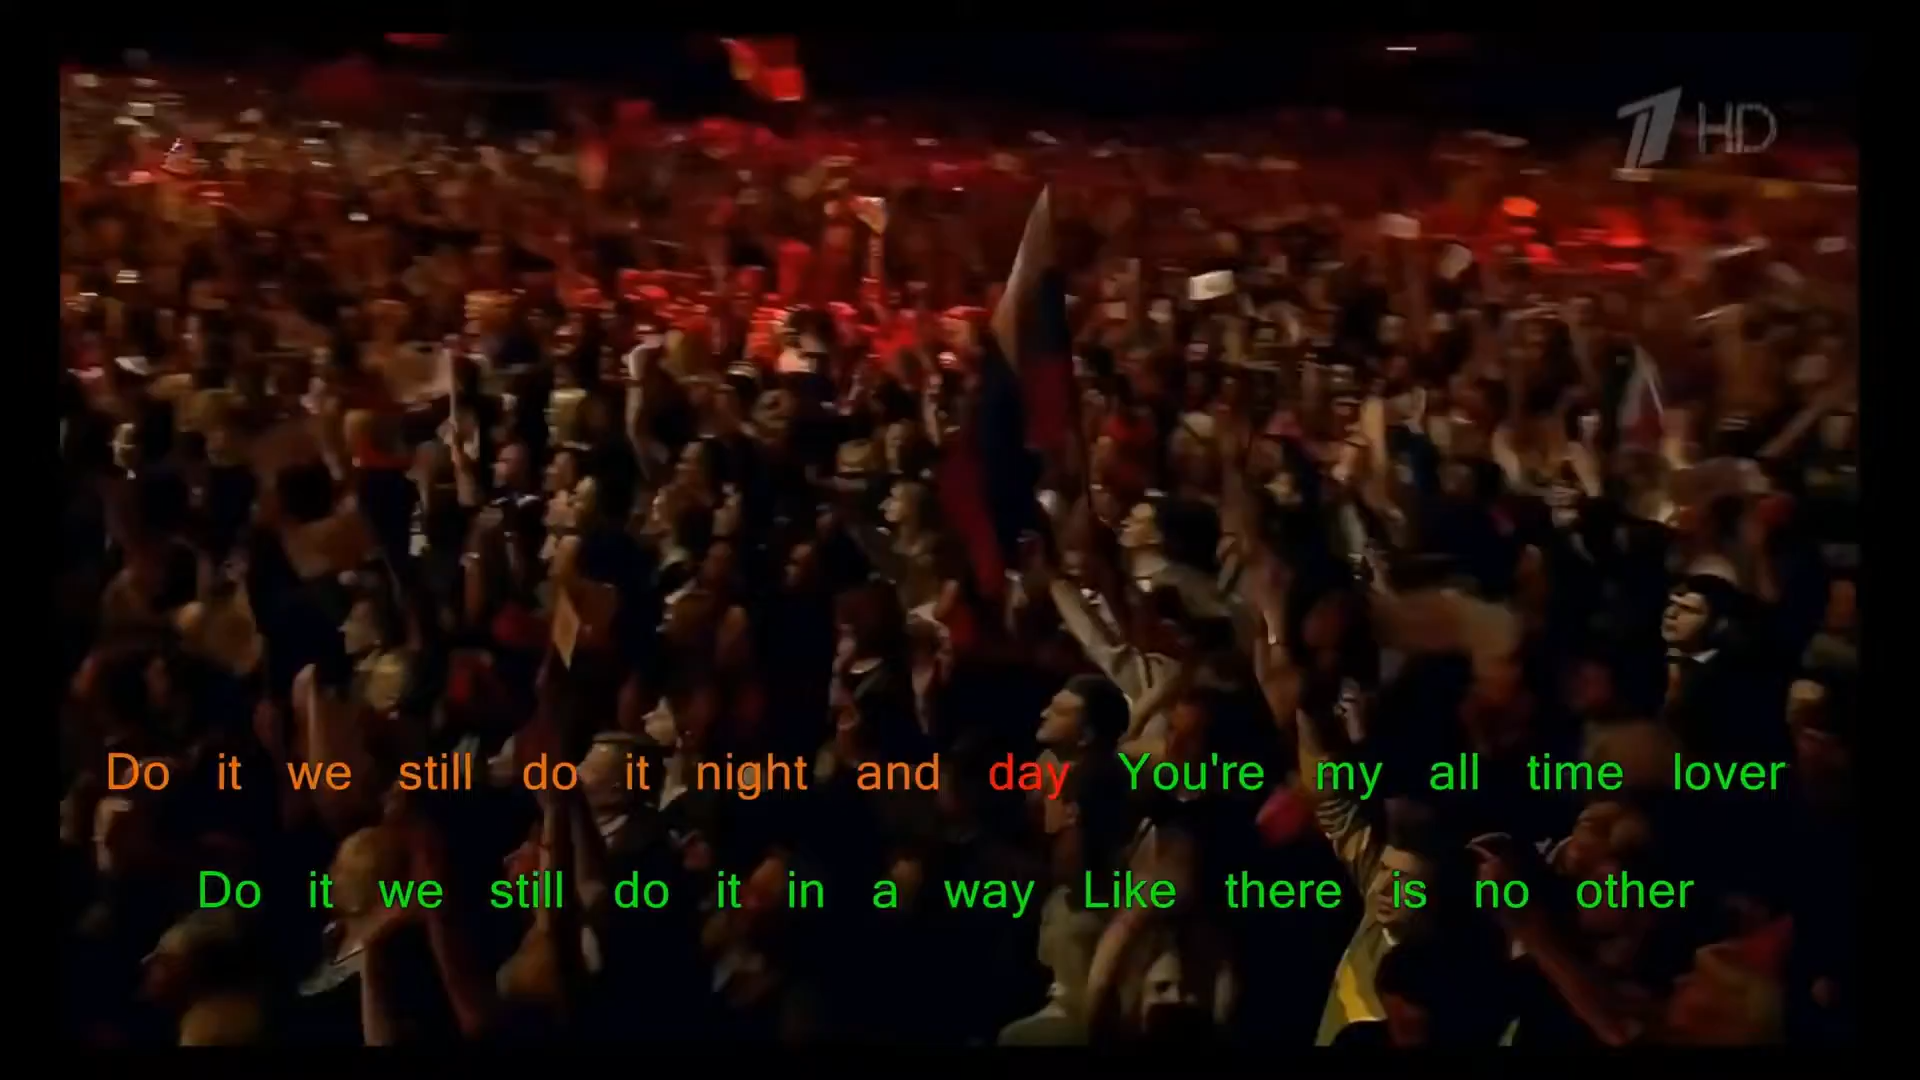 HD
Do it we still do it night and day You're my all time lover
Do it we still do it in a way Like there is no other